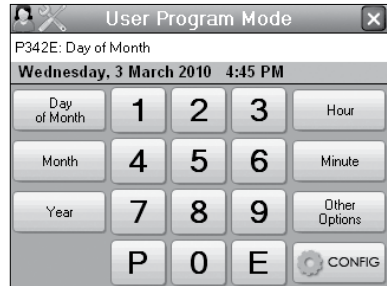 User Program Mode
P342E: Day of Month
Wednesday, 3 March 2010 4:45 PM
Day
of Month
1 2 3
Hour
Month
4 5 6
Minute
Year
7 8 9
Other
Options
P 0 E
CONFIG